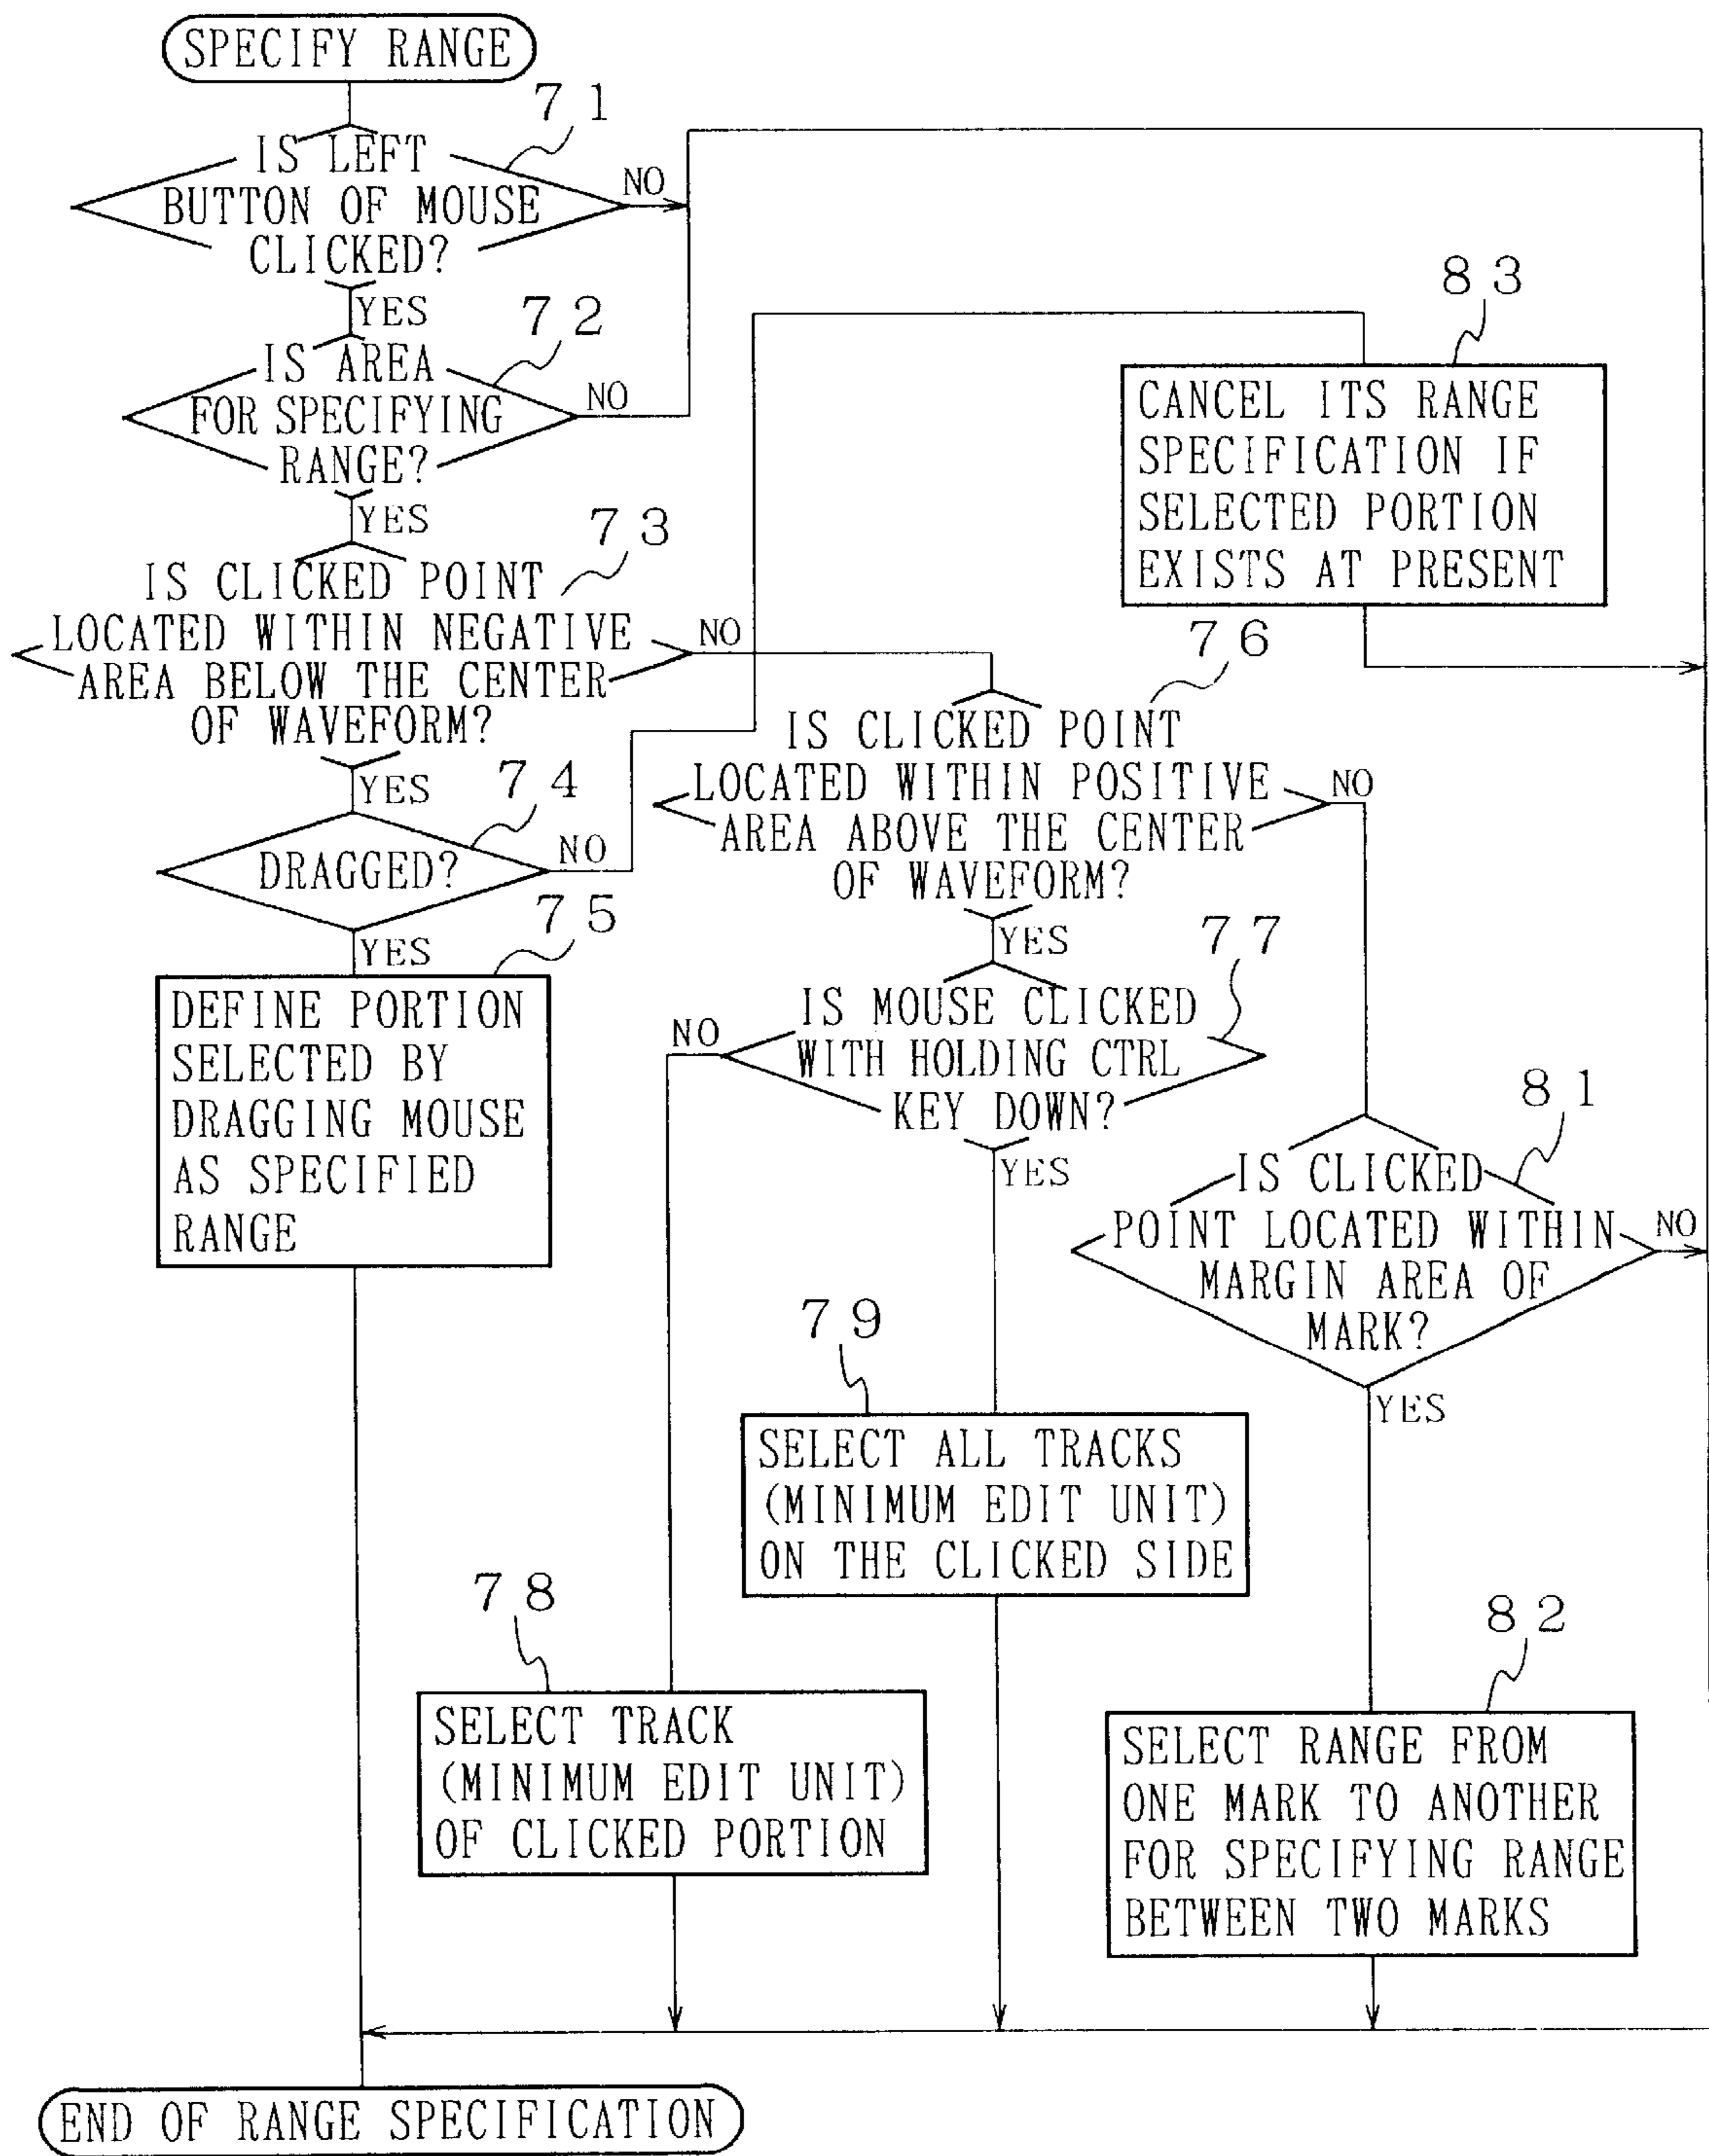 SPECIFY RANGE
71
IS LEFT
BUTTON OF MOUSE
CLICKED?
NO
YES
72
IS AREA
FOR SPECIFYING
RANGE?
NO
YES
73
IS CLICKED POINT
LOCATED WITHIN NEGATIVE
AREA BELOW THE CENTER
OF WAVEFORM?
NO
YES
74
DRAGGED?
NO
YES
75
DEFINE PORTION
SELECTED BY
DRAGGING MOUSE
AS SPECIFIED
RANGE
83
CANCEL ITS RANGE
SPECIFICATION IF
SELECTED PORTION
EXISTS AT PRESENT
76
IS CLICKED POINT
LOCATED WITHIN POSITIVE
AREA ABOVE THE CENTER
OF WAVEFORM?
NO
YES
77
IS MOUSE CLICKED
WITH HOLDING CTRL
KEY DOWN?
NO
YES
81
IS CLICKED
POINT LOCATED WITHIN
MARGIN AREA OF
MARK?
NO
YES
79
SELECT ALL TRACKS
(MINIMUM EDIT UNIT)
ON THE CLICKED SIDE
78
SELECT TRACK
(MINIMUM EDIT UNIT)
OF CLICKED PORTION
82
SELECT RANGE FROM
ONE MARK TO ANOTHER
FOR SPECIFYING RANGE
BETWEEN TWO MARKS
END OF RANGE SPECIFICATION